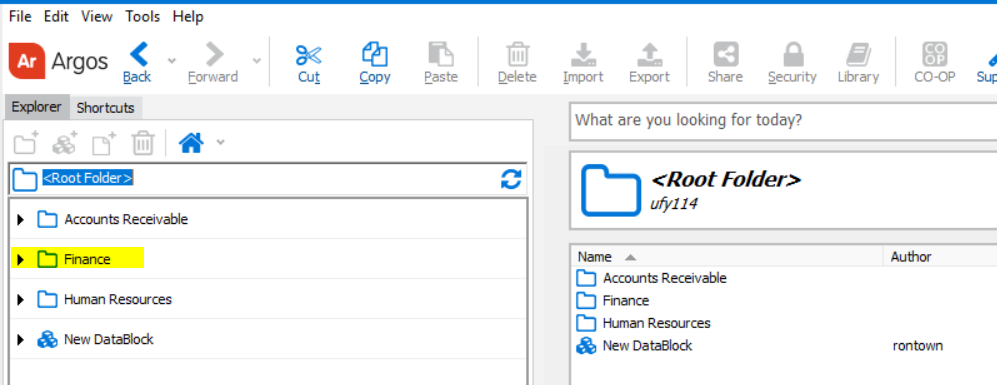 File Edit View Tools Help
Ar Argos Back Forward Cut Copy Paste Delete Import Export Share Security Library CO-OP
Explorer Shortcuts
What are you looking for today?
<Root Folder>
<Root Folder>
ufy114
Accounts Receivable
Finance
Human Resources
New DataBlock
Name Author
Accounts Receivable
Finance
Human Resources
New DataBlock rontown